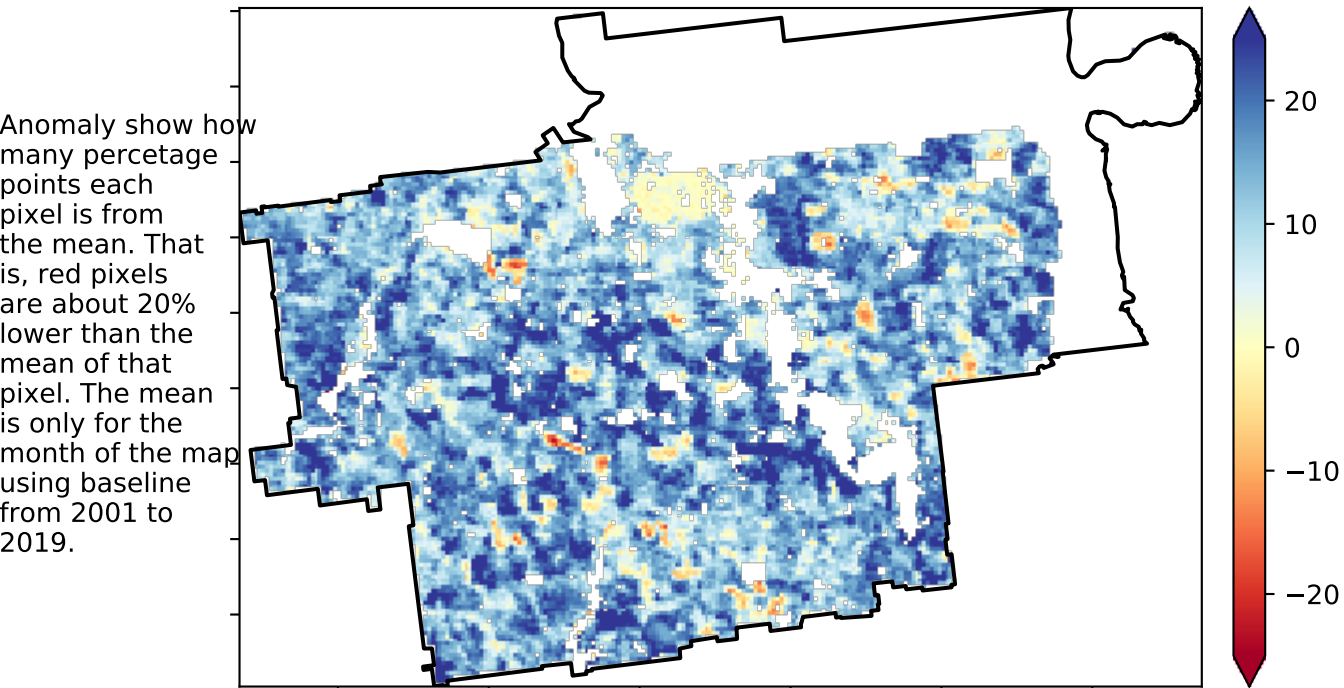 Anomaly show how
many percetage
points each
pixel is from
the mean. That
is, red pixels
are about 20%
lower than the
mean of that
pixel. The mean
is only for the
month of the map
using baseline
from 2001 to
2019.
20
10
0
−10
−20